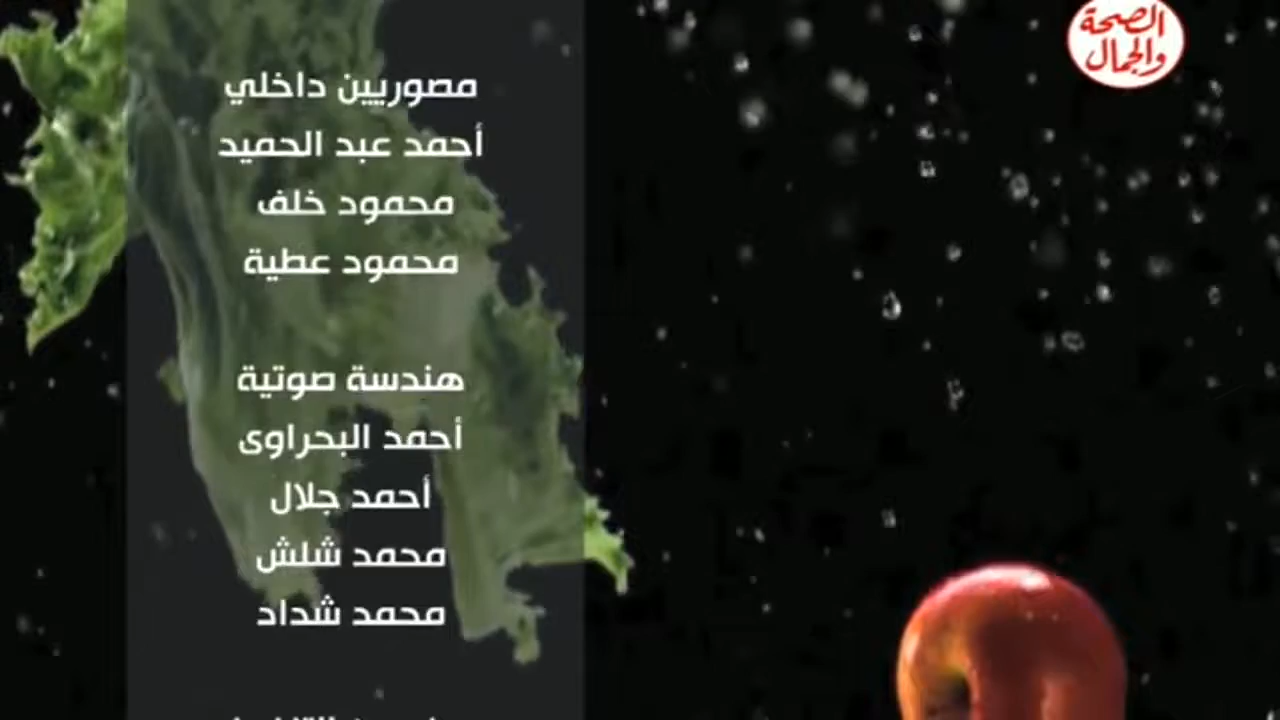 الصحة
والجمال
مصوريين داخلي
أحمد عبد الحميد
محمود خلف
محمود عطية
هندسة صوتية
أحمد البحراوى
أحمد جلال
محمد شلش
محمد شداد